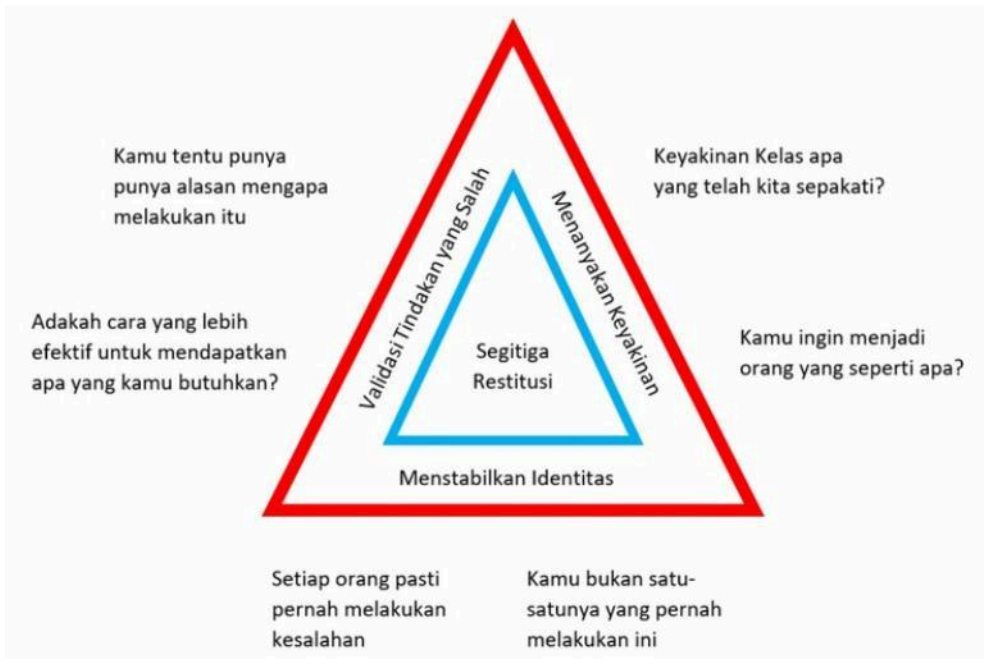 Kamu tentu punya
punya alasan mengapa
melakukan itu
Keyakinan Kelas apa
yang telah kita sepakati?
Validasi Tindakan yang Salah
Menanyakan Keyakinan
Adakah cara yang lebih
efektif untuk mendapatkan
apa yang kamu butuhkan?
Segitiga
Restitusi
Kamu ingin menjadi
orang yang seperti apa?
Menstabilkan Identitas
Setiap orang pasti
pernah melakukan
kesalahan
Kamu bukan satu-
satunya yang pernah
melakukan ini